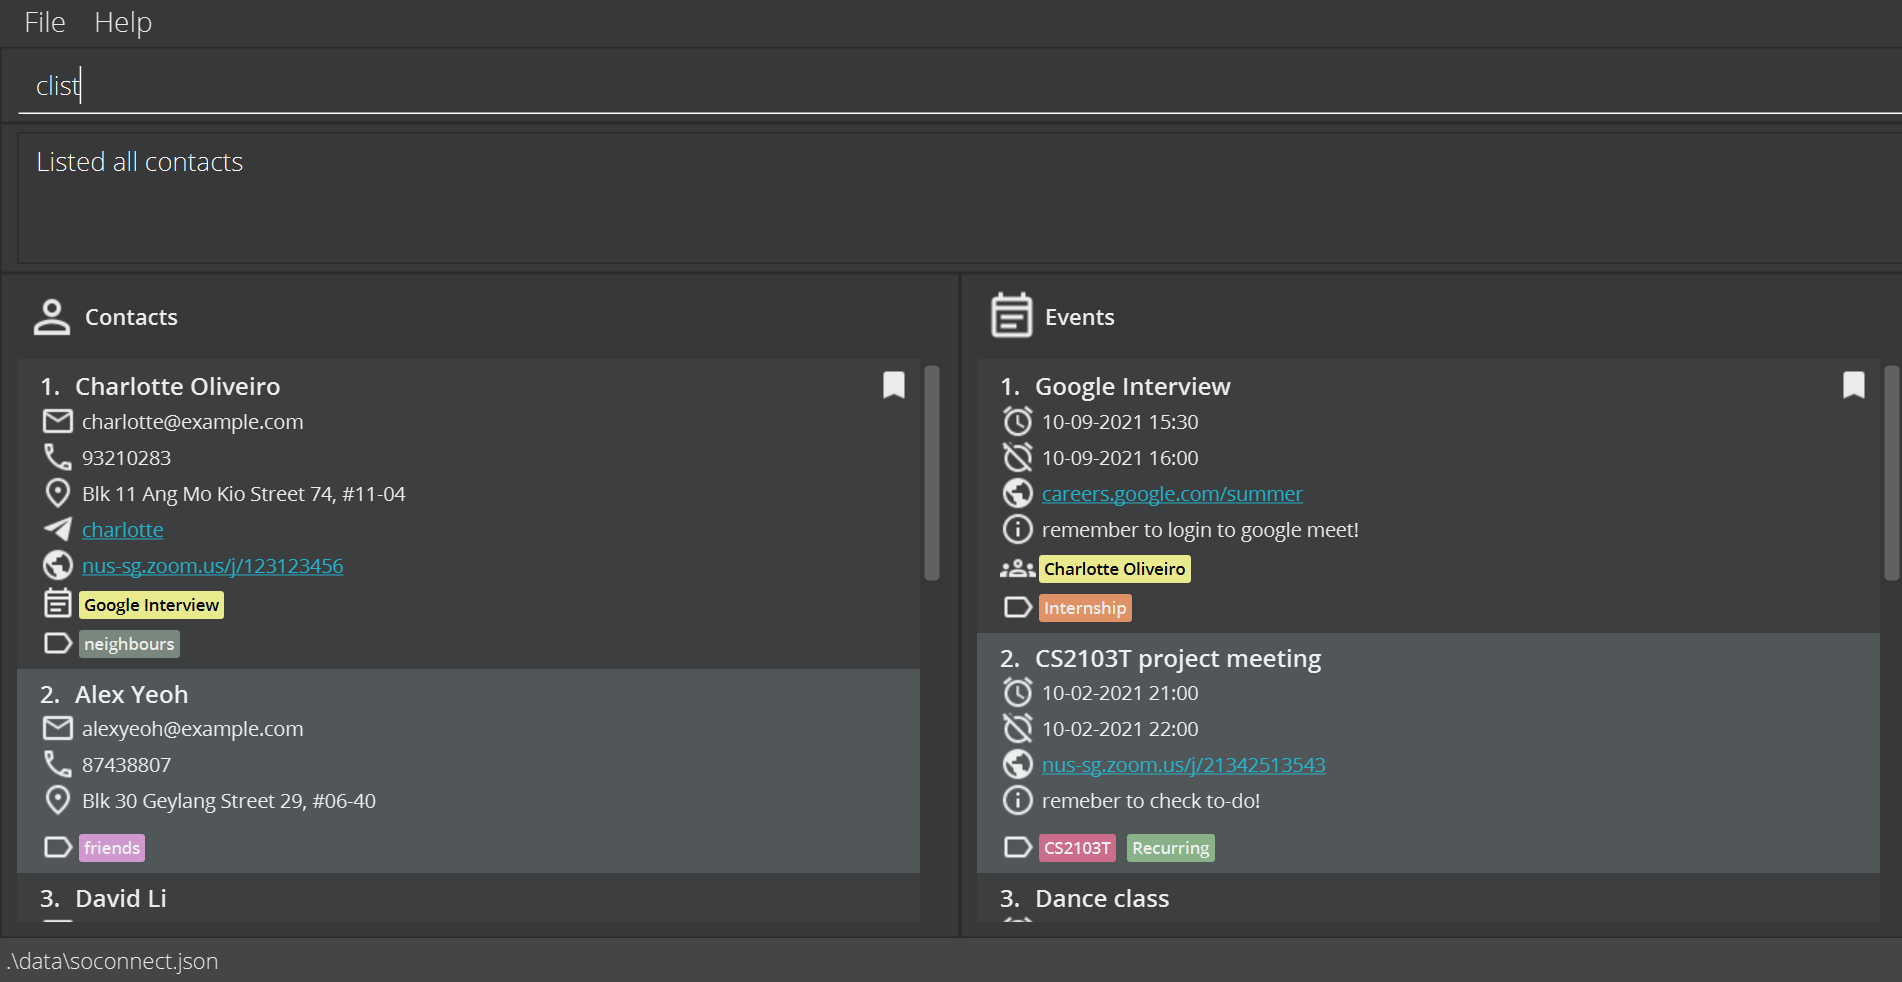 File Help
clist
Listed all contacts
Contacts
1. Charlotte Oliveiro
charlotte@example.com
93210283
Blk 11 Ang Mo Kio Street 74, #11-04
charlotte
nus-sg.zoom.us/j/123123456
Google Interview
neighbours
2. Alex Yeoh
alexyeoh@example.com
87438807
Blk 30 Geylang Street 29, #06-40
friends
3. David Li
Events
1. Google Interview
10-09-2021 15:30
10-09-2021 16:00
careers.google.com/summer
remember to login to google meet!
Charlotte Oliveiro
Internship
2. CS2103T project meeting
10-02-2021 21:00
10-02-2021 22:00
nus-sg.zoom.us/j/21342513543
remeber to check to-do!
CS2103T Recurring
3. Dance class
.\data\soconnect.json